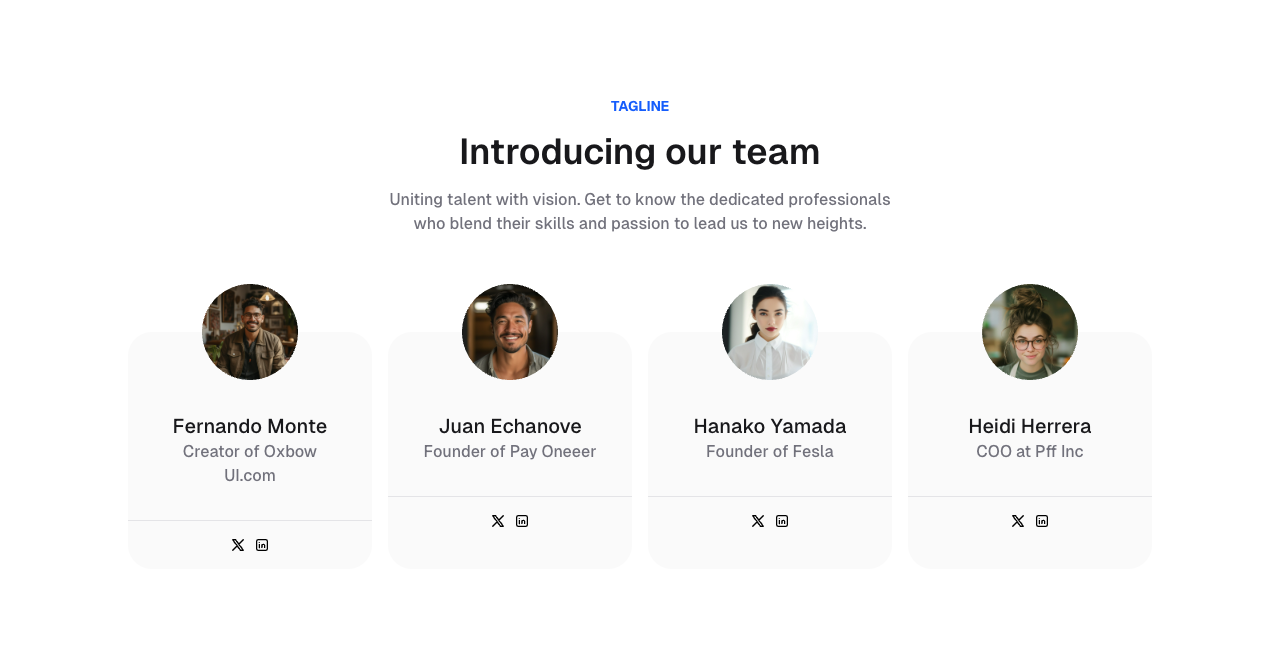 TAGLINE
Introducing our team
Uniting talent with vision. Get to know the dedicated professionals
who blend their skills and passion to lead us to new heights.
Fernando Monte
Creator of Oxbow
UI.com
Juan Echanove
Founder of Pay Oneeer
Hanako Yamada
Founder of Fesla
Heidi Herrera
COO at Pff Inc